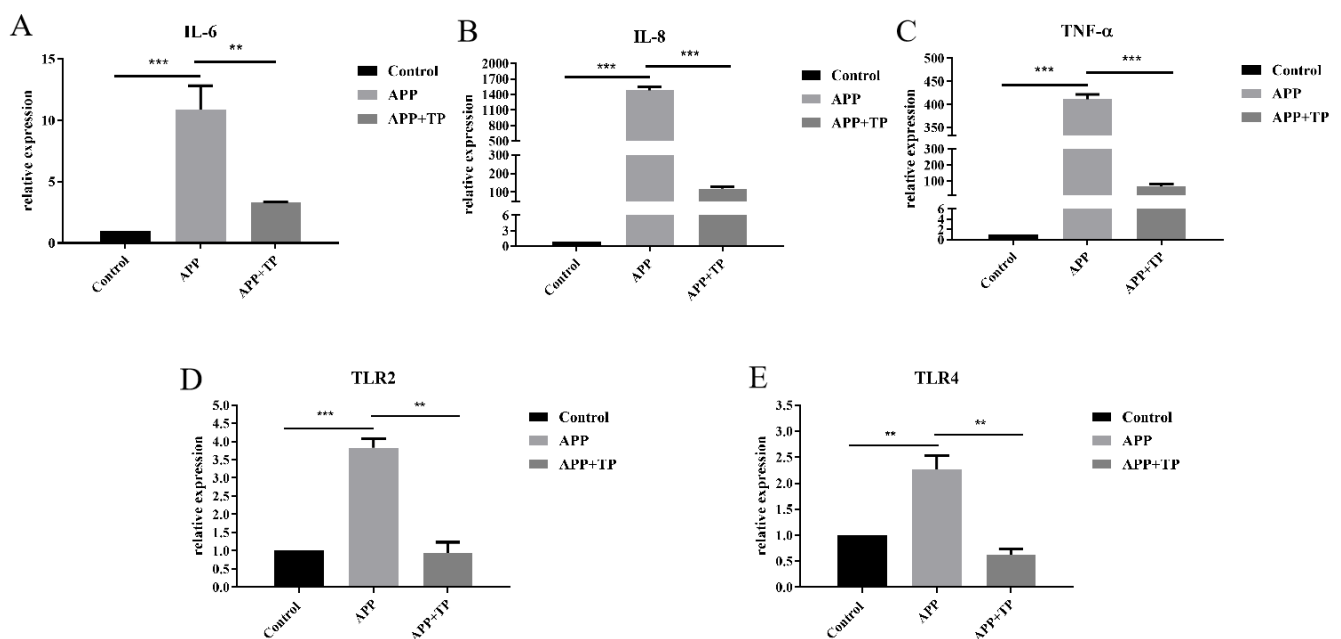 A
IL-6
relative expression
15
10
5
0
***
**
Control
APP
APP+TP
Control
APP
APP+TP
B
IL-8
relative expression
2000
1700
1400
1100
800
500
300
200
100
6
3
0
***
***
Control
APP
APP+TP
Control
APP
APP+TP
C
TNF-α
relative expression
500
450
400
350
300
200
100
6
4
2
0
***
***
Control
APP
APP+TP
Control
APP
APP+TP
D
TLR2
relative expression
5.0
4.5
4.0
3.5
3.0
2.5
2.0
1.5
1.0
0.5
0.0
***
**
Control
APP
APP+TP
Control
APP
APP+TP
E
TLR4
relative expression
3.5
3.0
2.5
2.0
1.5
1.0
0.5
0.0
**
**
Control
APP
APP+TP
Control
APP
APP+TP